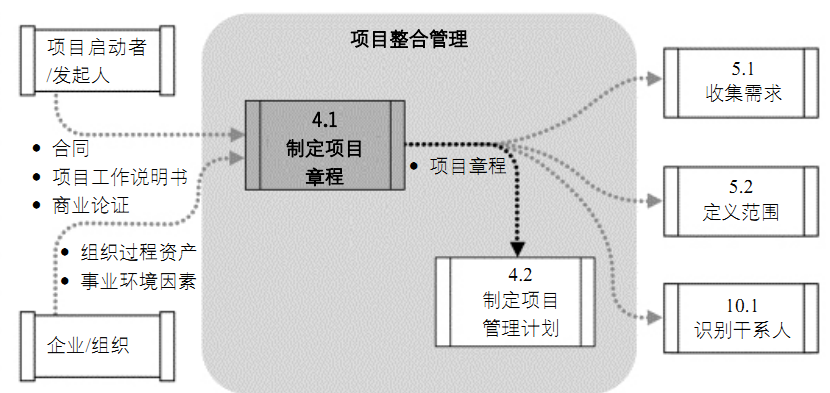 项目整合管理
项目启动者
/发起人
• 合同
• 项目工作说明书
• 商业论证
• 组织过程资产
• 事业环境因素
企业/组织
4.1
制定项目
章程
• 项目章程
4.2
制定项目
管理计划
5.1
收集需求
5.2
定义范围
10.1
识别干系人